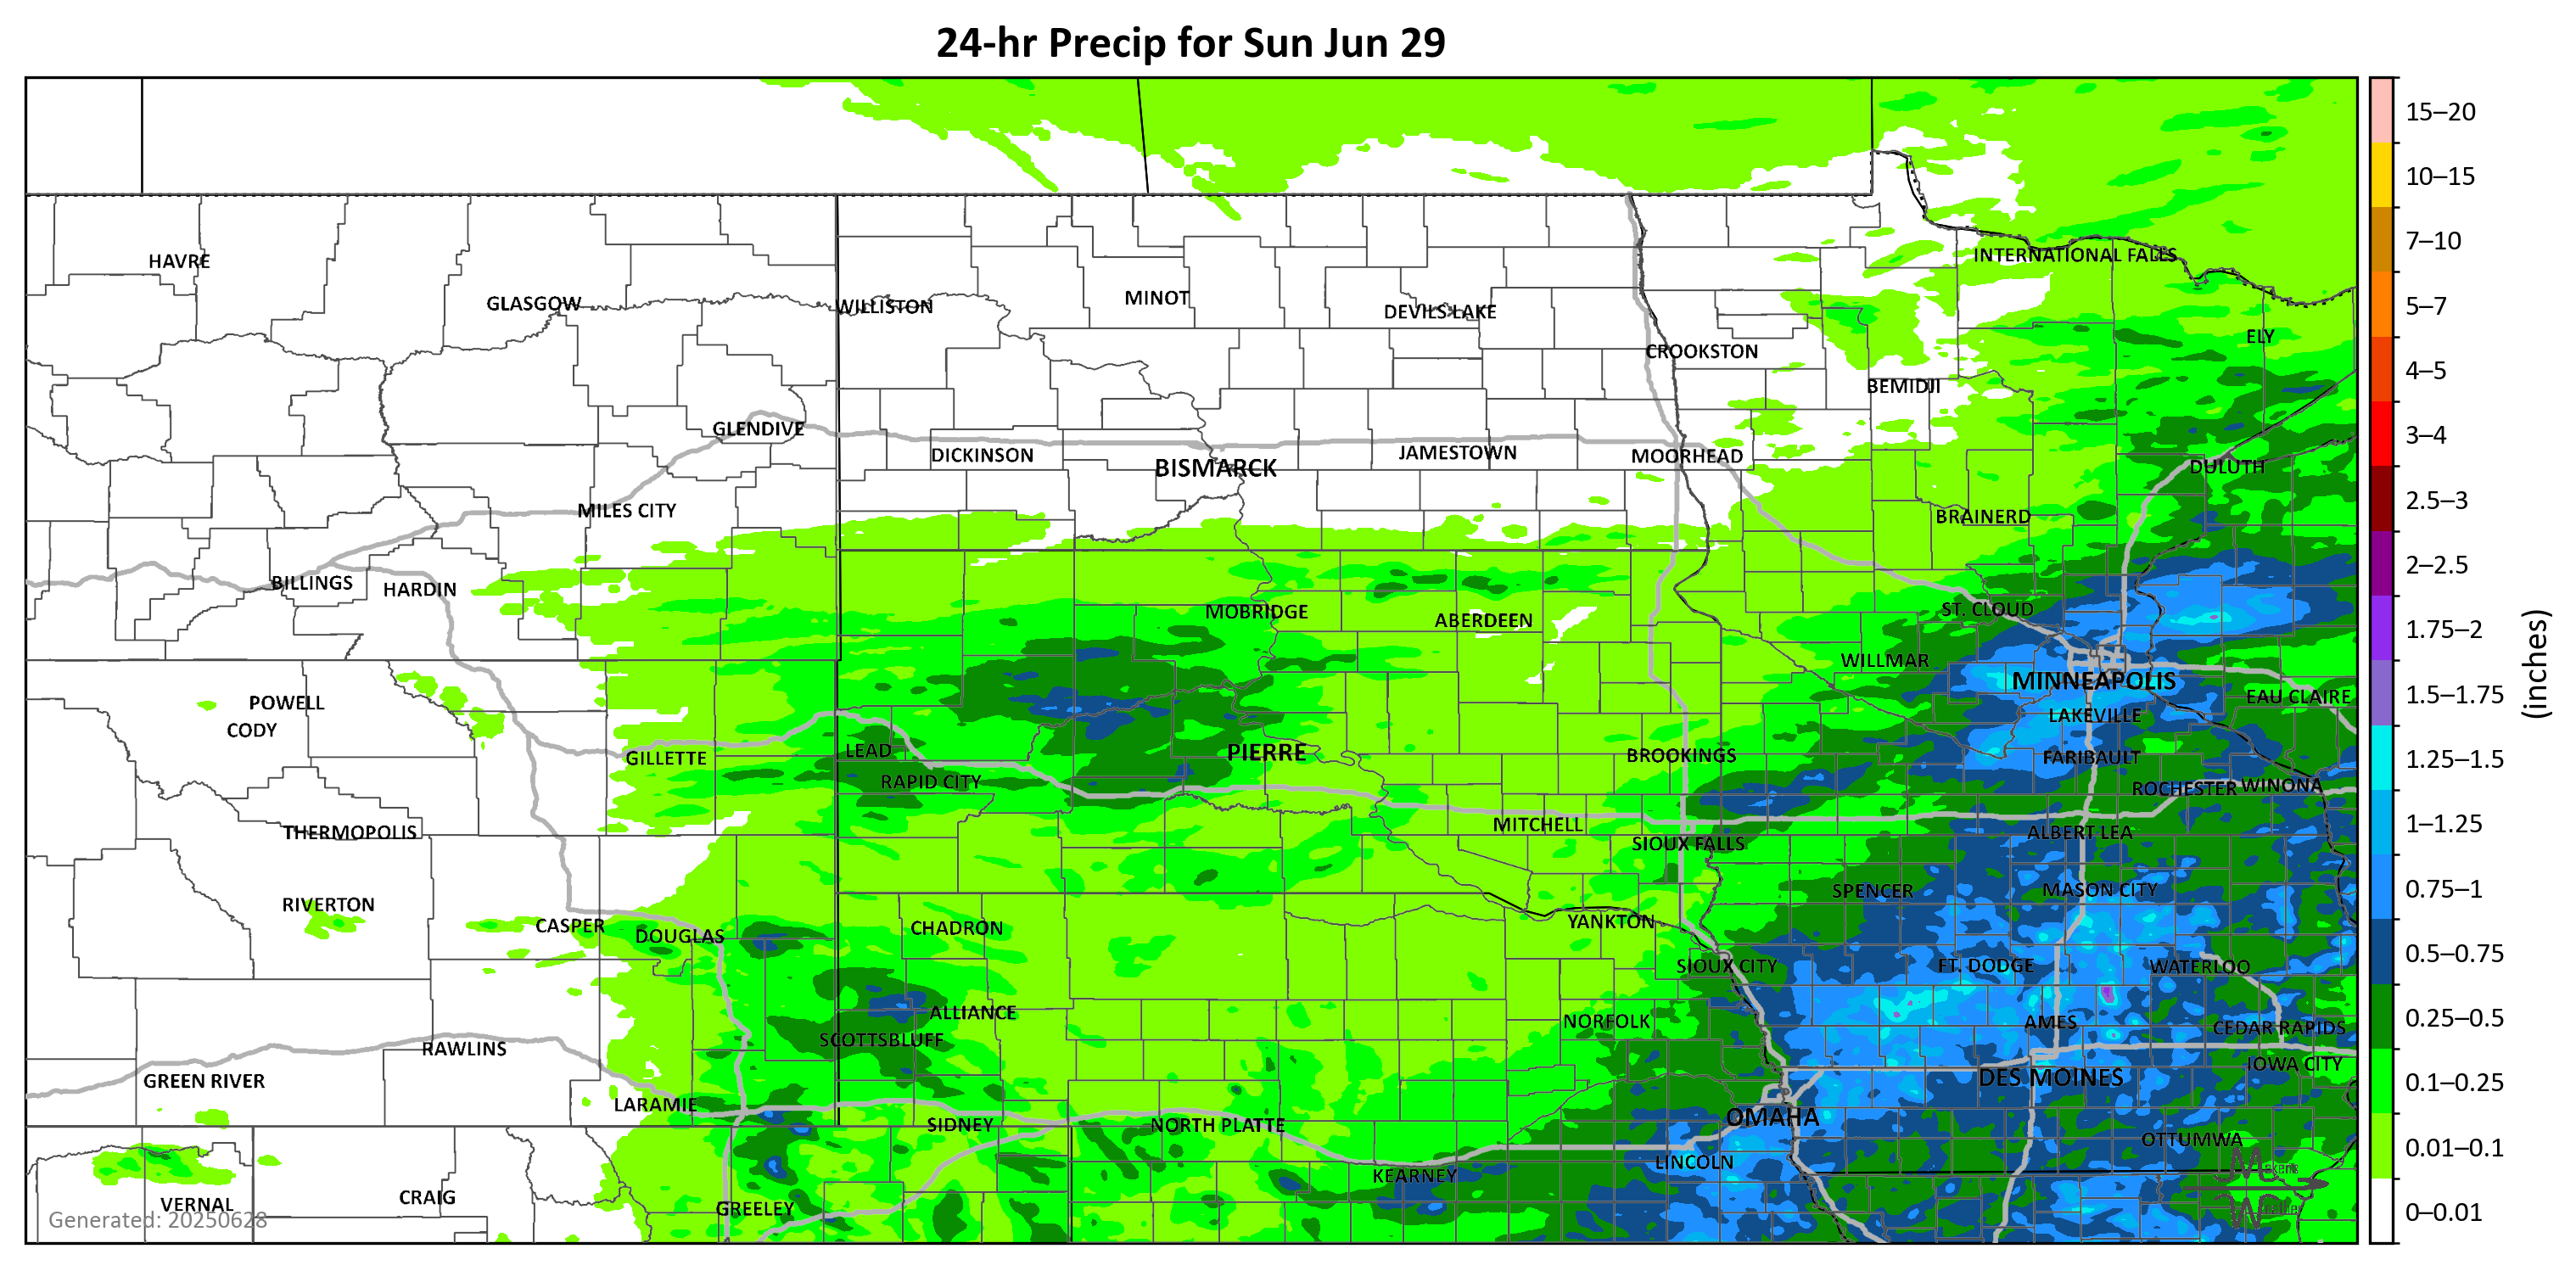 24-hr Precip for Sun Jun 29
15–20
10–15
7–10
5–7
4–5
3–4
2.5–3
2–2.5
1.75–2
1.5–1.75
1.25–1.5
1–1.25
0.75–1
0.5–0.75
0.25–0.5
0.1–0.25
0.01–0.1
0–0.01
(inches)
HAVRE
INTERNATIONAL FALLS
GLASGOW
WILLISTON
MINOT
DEVILS LAKE
ELY
CROOKSTON
BEMIDJI
GLENDIVE
DICKINSON
BISMARCK
JAMESTOWN
MOORHEAD
DULUTH
MILES CITY
BRAINERD
BILLINGS
HARDIN
MOBRIDGE
ABERDEEN
ST. CLOUD
WILLMAR
MINNEAPOLIS
EAU CLAIRE
POWELL
CODY
LAKEVILLE
GILLETTE
LEAD
PIERRE
BROOKINGS
FARIBAULT
RAPID CITY
ROCHESTER
WINONA
THERMOPOLIS
MITCHELL
SIOUX FALLS
ALBERT LEA
RIVERTON
SPENCER
MASON CITY
CASPER
DOUGLAS
CHADRON
YANKTON
SIOUX CITY
FT. DODGE
WATERLOO
ALLIANCE
NORFOLK
AMES
CEDAR RAPIDS
RAWLINS
SCOTTSBLUFF
IOWA CITY
GREEN RIVER
DES MOINES
LARAMIE
SIDNEY
NORTH PLATTE
OMAHA
OTTUMWA
LINCOLN
KEARNEY
VERNAL
CRAIG
GREELEY
Generated: 20250628